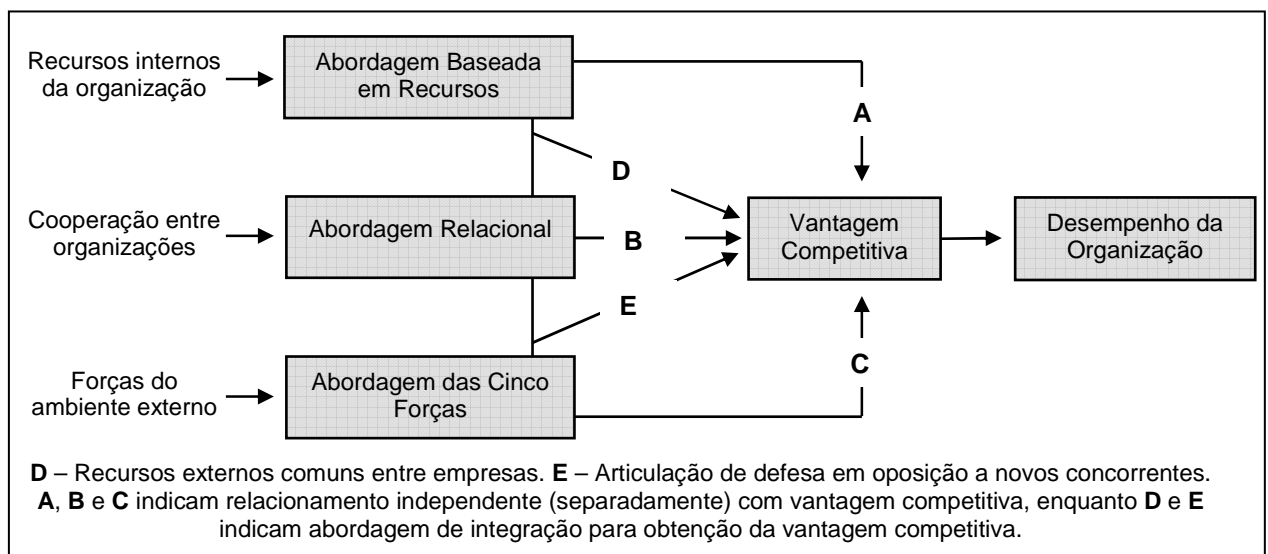 Recursos internos
da organização
Abordagem Baseada
em Recursos
A
D
Cooperação entre
organizações
Abordagem Relacional
B
Vantagem
Competitiva
Desempenho da
Organização
E
Forças do
ambiente externo
Abordagem das Cinco
Forças
C
D – Recursos externos comuns entre empresas. E – Articulação de defesa em oposição a novos concorrentes.
A, B e C indicam relacionamento independente (separadamente) com vantagem competitiva, enquanto D e E
indicam abordagem de integração para obtenção da vantagem competitiva.